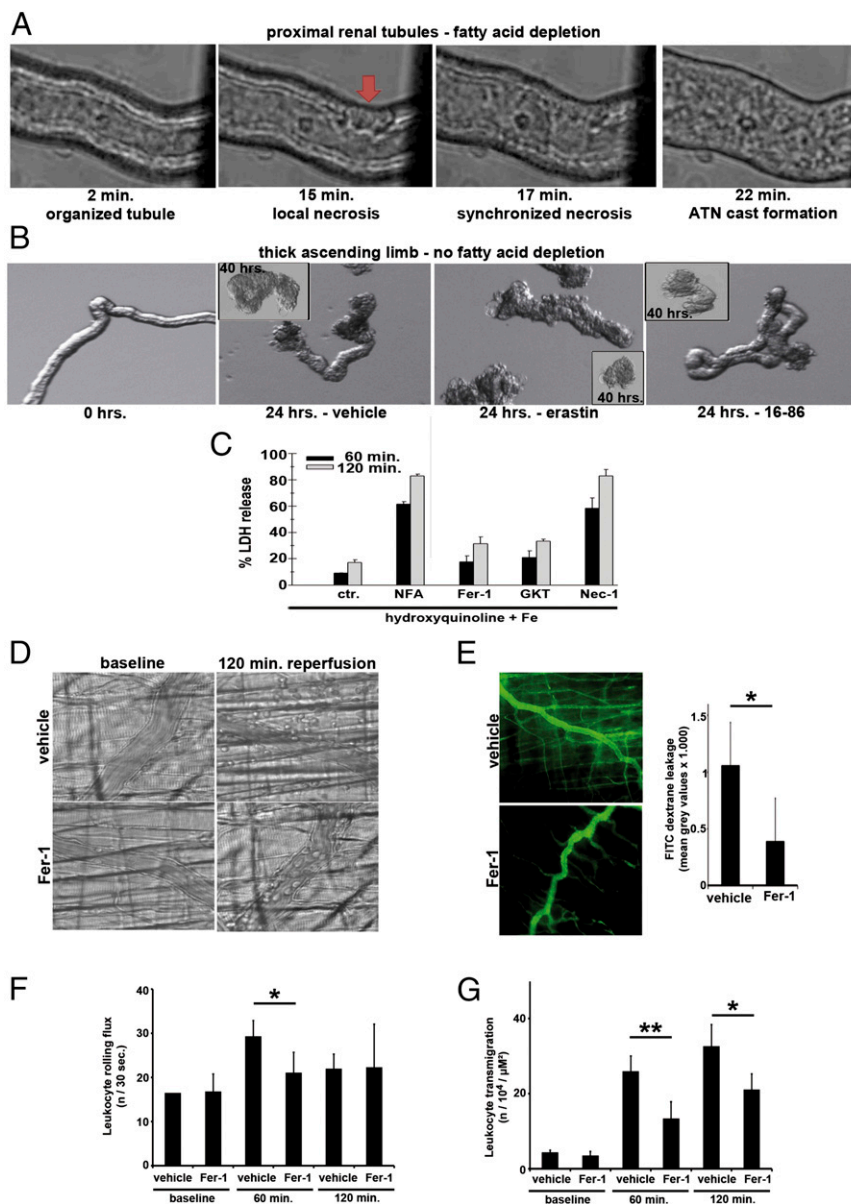 A
proximal renal tubules - fatty acid depletion
2 min.
organized tubule
15 min.
local necrosis
17 min.
synchronized necrosis
22 min.
ATN cast formation
B
thick ascending limb - no fatty acid depletion
40 hrs.
40 hrs.
40 hrs.
0 hrs.
24 hrs. - vehicle
24 hrs. - erastin
24 hrs. - 16-86
C
100
80
60
40
20
0
% LDH release
60 min.
120 min.
ctr.
NFA
Fer-1
GKT
Nec-1
hydroxyquinoline + Fe
D
baseline
120 min. reperfusion
vehicle
Fer-1
E
vehicle
Fer-1
FITC dextrane leakage
(mean grey values x 1.000)
1.5
1
0.5
0
*
vehicle
Fer-1
F
Leukocyte rolling flux
(n / 30 sec.)
40
30
20
10
0
*
vehicle Fer-1 vehicle Fer-1 vehicle Fer-1
baseline 60 min. 120 min.
G
Leukocyte transmigration
(n / 10⁴ / µM²)
40
20
0
**
*
vehicle Fer-1 vehicle Fer-1 vehicle Fer-1
baseline 60 min. 120 min.